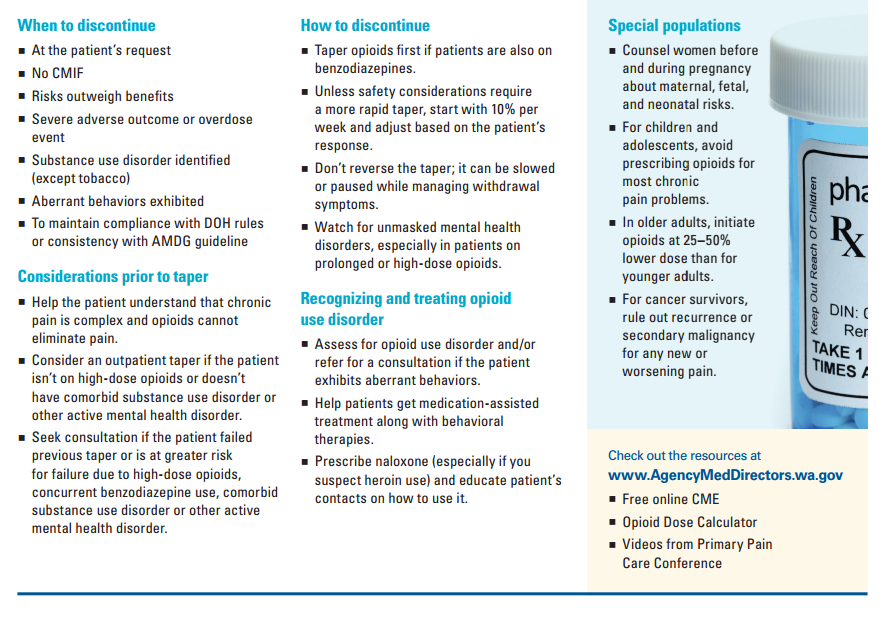 When to discontinue
▪ At the patient's request
▪ No CMIF
▪ Risks outweigh benefits
▪ Severe adverse outcome or overdose
event
▪ Substance use disorder identified
(except tobacco)
▪ Aberrant behaviors exhibited
▪ To maintain compliance with DOH rules
or consistency with AMDG guideline
Considerations prior to taper
▪ Help the patient understand that chronic
pain is complex and opioids cannot
eliminate pain.
▪ Consider an outpatient taper if the patient
isn't on high-dose opioids or doesn't
have comorbid substance use disorder or
other active mental health disorder.
▪ Seek consultation if the patient failed
previous taper or is at greater risk
for failure due to high-dose opioids,
concurrent benzodiazepine use, comorbid
substance use disorder or other active
mental health disorder.
How to discontinue
▪ Taper opioids first if patients are also on
benzodiazepines.
▪ Unless safety considerations require
a more rapid taper, start with 10% per
week and adjust based on the patient's
response.
▪ Don't reverse the taper; it can be slowed
or paused while managing withdrawal
symptoms.
▪ Watch for unmasked mental health
disorders, especially in patients on
prolonged or high-dose opioids.
Recognizing and treating opioid
use disorder
▪ Assess for opioid use disorder and/or
refer for a consultation if the patient
exhibits aberrant behaviors.
▪ Help patients get medication-assisted
treatment along with behavioral
therapies.
▪ Prescribe naloxone (especially if you
suspect heroin use) and educate patient's
contacts on how to use it.
Special populations
▪ Counsel women before
and during pregnancy
about maternal, fetal,
and neonatal risks.
▪ For children and
adolescents, avoid
prescribing opioids for
most chronic
pain problems.
▪ In older adults, initiate
opioids at 25–50%
lower dose than for
younger adults.
▪ For cancer survivors,
rule out recurrence or
secondary malignancy
for any new or
worsening pain.
Keep Out Reach Of Children
pha
Rx
DIN: 0
Rer
TAKE 1
TIMES A
Check out the resources at
www.AgencyMedDirectors.wa.gov
▪ Free online CME
▪ Opioid Dose Calculator
▪ Videos from Primary Pain
Care Conference